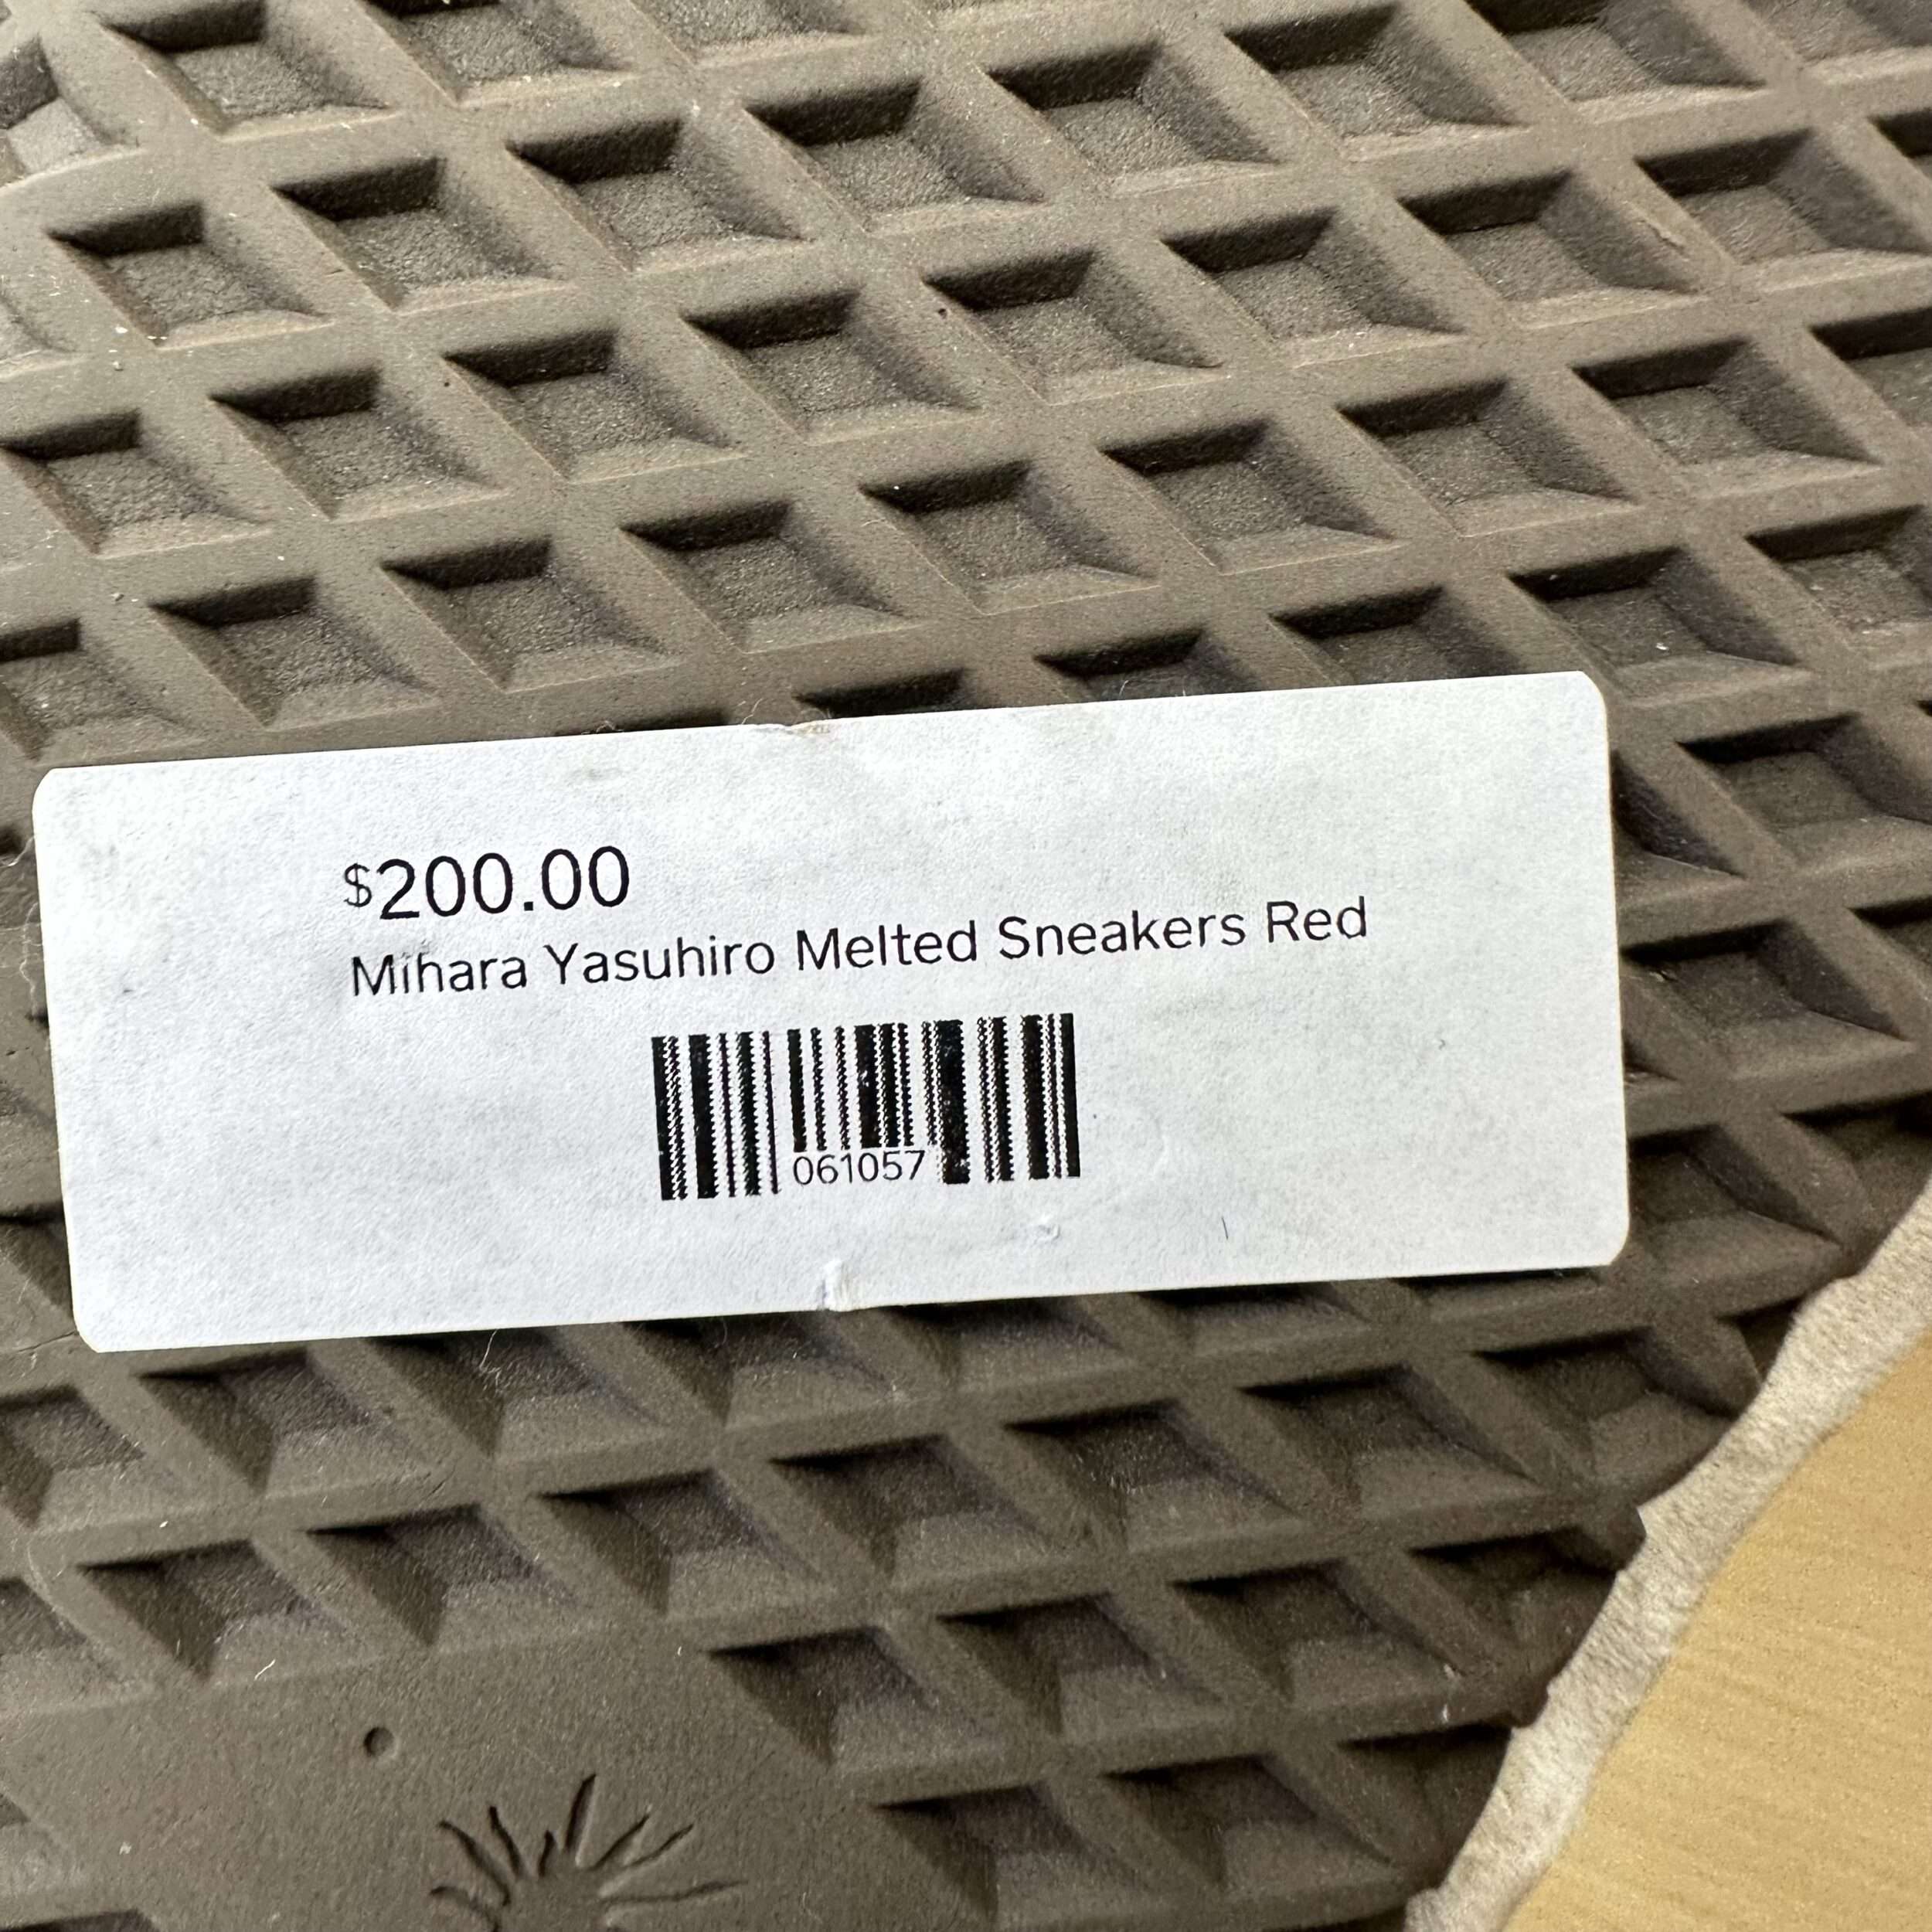 $200.00
Mihara Yasuhiro Melted Sneakers Red
061057